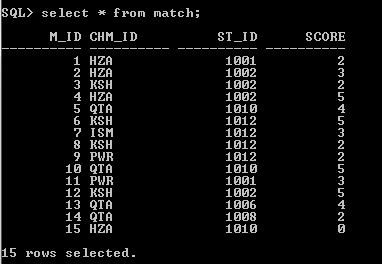 SQL> select * from match;
M_ID CHM_ID ST_ID SCORE
---------- ---------- ---------- ----------
1 HZA 1001 2
2 HZA 1002 3
3 KSH 1002 2
4 HZA 1002 5
5 QTA 1010 4
6 KSH 1012 5
7 ISM 1012 3
8 KSH 1012 2
9 PWR 1012 2
10 QTA 1010 5
11 PWR 1001 3
12 KSH 1002 5
13 QTA 1006 4
14 QTA 1008 2
15 HZA 1010 0
15 rows selected.